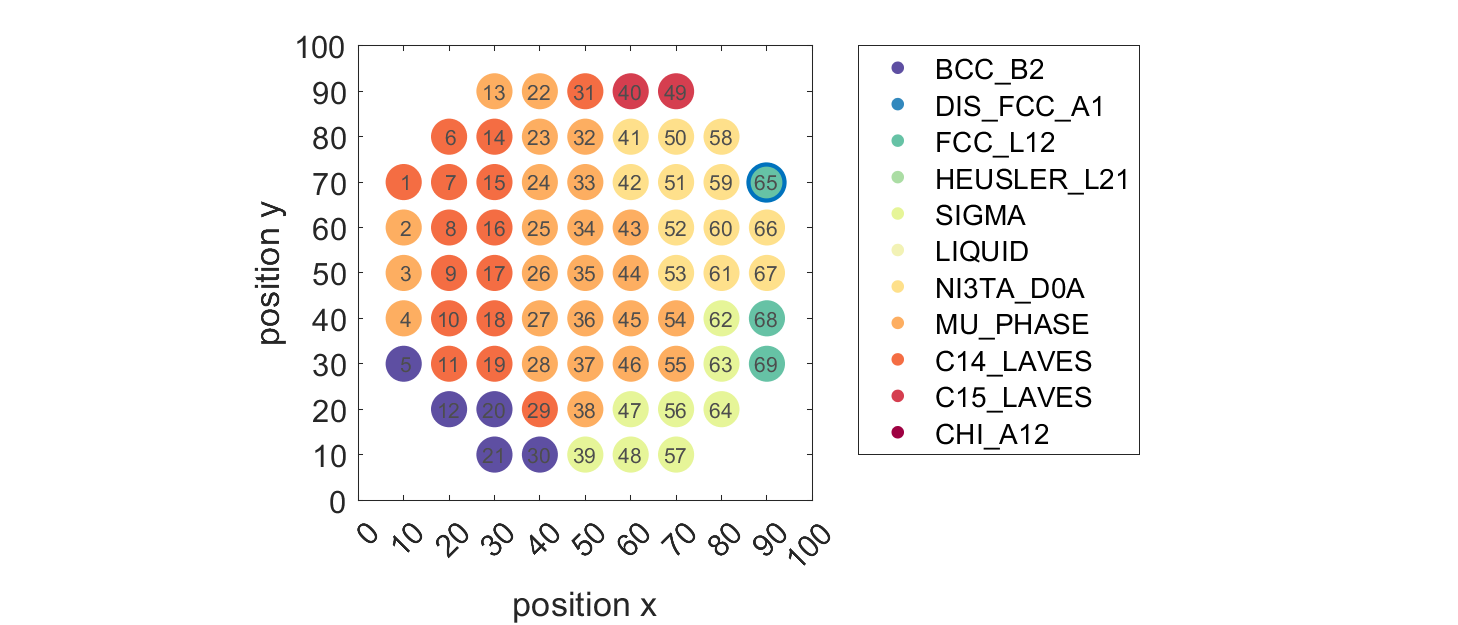 100
90
80
70
60
50
40
30
20
10
0
position y
13 22 31 40 49
6 14 23 32 41 50 58
1 7 15 24 33 42 51 59 65
2 8 16 25 34 43 52 60 66
3 9 17 26 35 44 53 61 67
4 10 18 27 36 45 54 62 68
5 11 19 28 37 46 55 63 69
12 20 29 38 47 56 64
21 30 39 48 57
0 10 20 30 40 50 60 70 80 90 100
position x
BCC_B2
DIS_FCC_A1
FCC_L12
HEUSLER_L21
SIGMA
LIQUID
NI3TA_D0A
MU_PHASE
C14_LAVES
C15_LAVES
CHI_A12